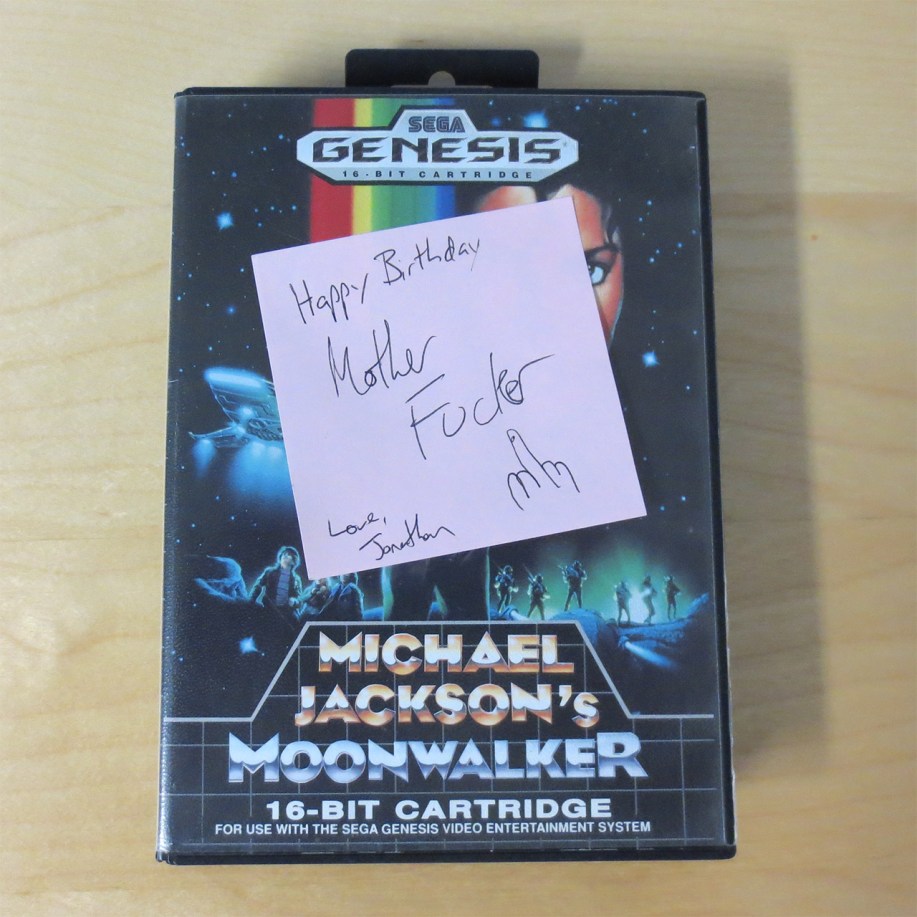 SEGA
GENESIS
16-BIT CARTRIDGE
Happy Birthday
Mother
Fucker
Love,
Jonathan
MICHAEL
JACKSON'S
MOONWALKER
16-BIT CARTRIDGE
FOR USE WITH THE SEGA GENESIS VIDEO ENTERTAINMENT SYSTEM